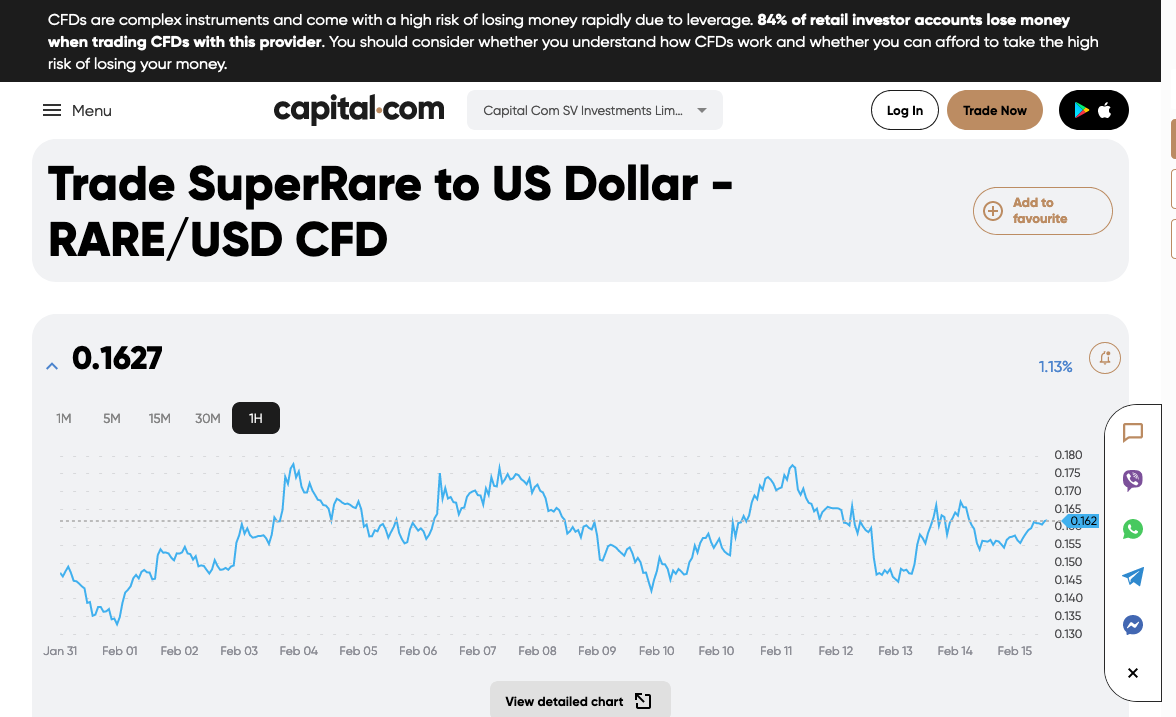 CFDs are complex instruments and come with a high risk of losing money rapidly due to leverage. 84% of retail investor accounts lose money
when trading CFDs with this provider. You should consider whether you understand how CFDs work and whether you can afford to take the high
risk of losing your money.
Menu
capital.com
Capital Com SV Investments Lim...
Log In
Trade Now
Trade SuperRare to US Dollar -
RARE/USD CFD
Add to
favourite
0.1627
1.13%
1M 5M 15M 30M 1H
0.180
0.175
0.170
0.165
0.162
0.155
0.150
0.145
0.140
0.135
0.130
Jan 31 Feb 01 Feb 02 Feb 03 Feb 04 Feb 05 Feb 06 Feb 07 Feb 08 Feb 09 Feb 10 Feb 10 Feb 11 Feb 12 Feb 13 Feb 14 Feb 15
View detailed chart